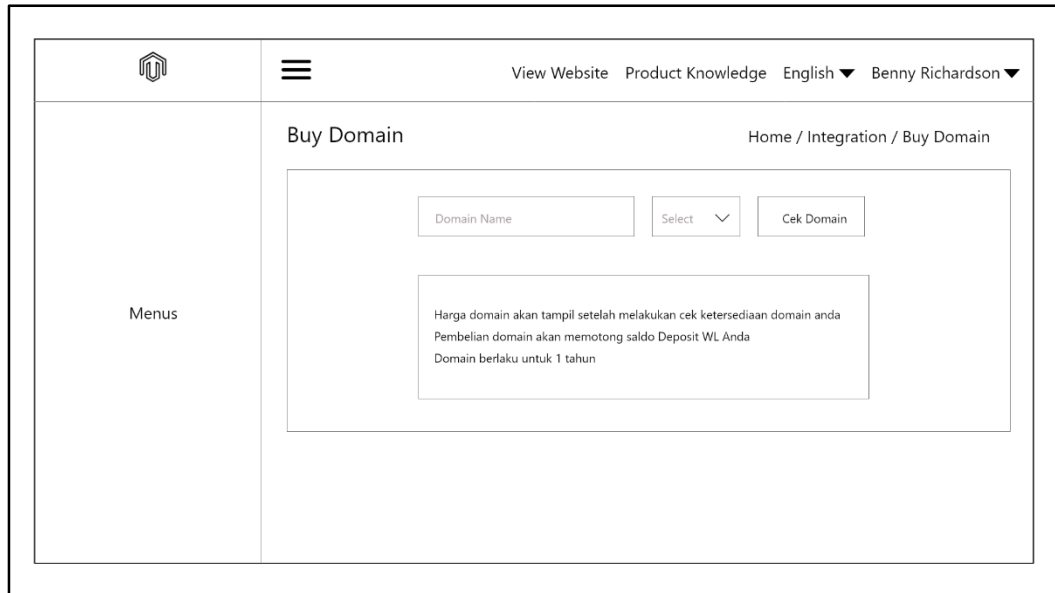 View Website Product Knowledge English Benny Richardson
Buy Domain
Home / Integration / Buy Domain
Menus
Domain Name
Select
Cek Domain
Harga domain akan tampil setelah melakukan cek ketersediaan domain anda
Pembelian domain akan memotong saldo Deposit WL Anda
Domain berlaku untuk 1 tahun